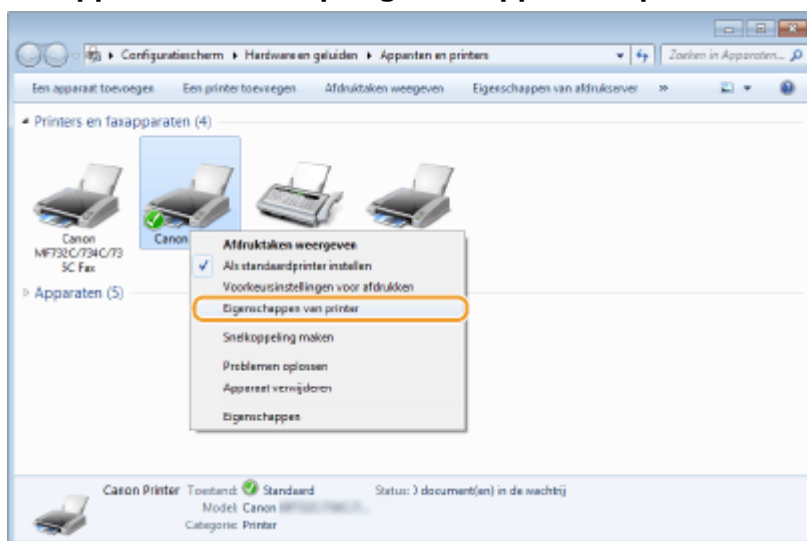 Configuratiescherm ▸ Hardware en geluiden ▸ Apparaten en printers
Zoeken in Apparaten...
Een apparaat toevoegen Een printer toevoegen Afdruktaken weergeven Eigenschappen van afdrukserver »
Printers en faxapparaten (4)
Canon
MF732C/734C/73
5C Fax
Canon
Afdruktaken weergeven
Als standaardprinter instellen
Voorkeursinstellingen voor afdrukken
Eigenschappen van printer
Snelkoppeling maken
Problemen oplossen
Apparaat verwijderen
Eigenschappen
Apparaten (5)
Canon Printer Toestand: Standaard Status: document(en) in de wachtrij
Model: Canon
Categorie: Printer